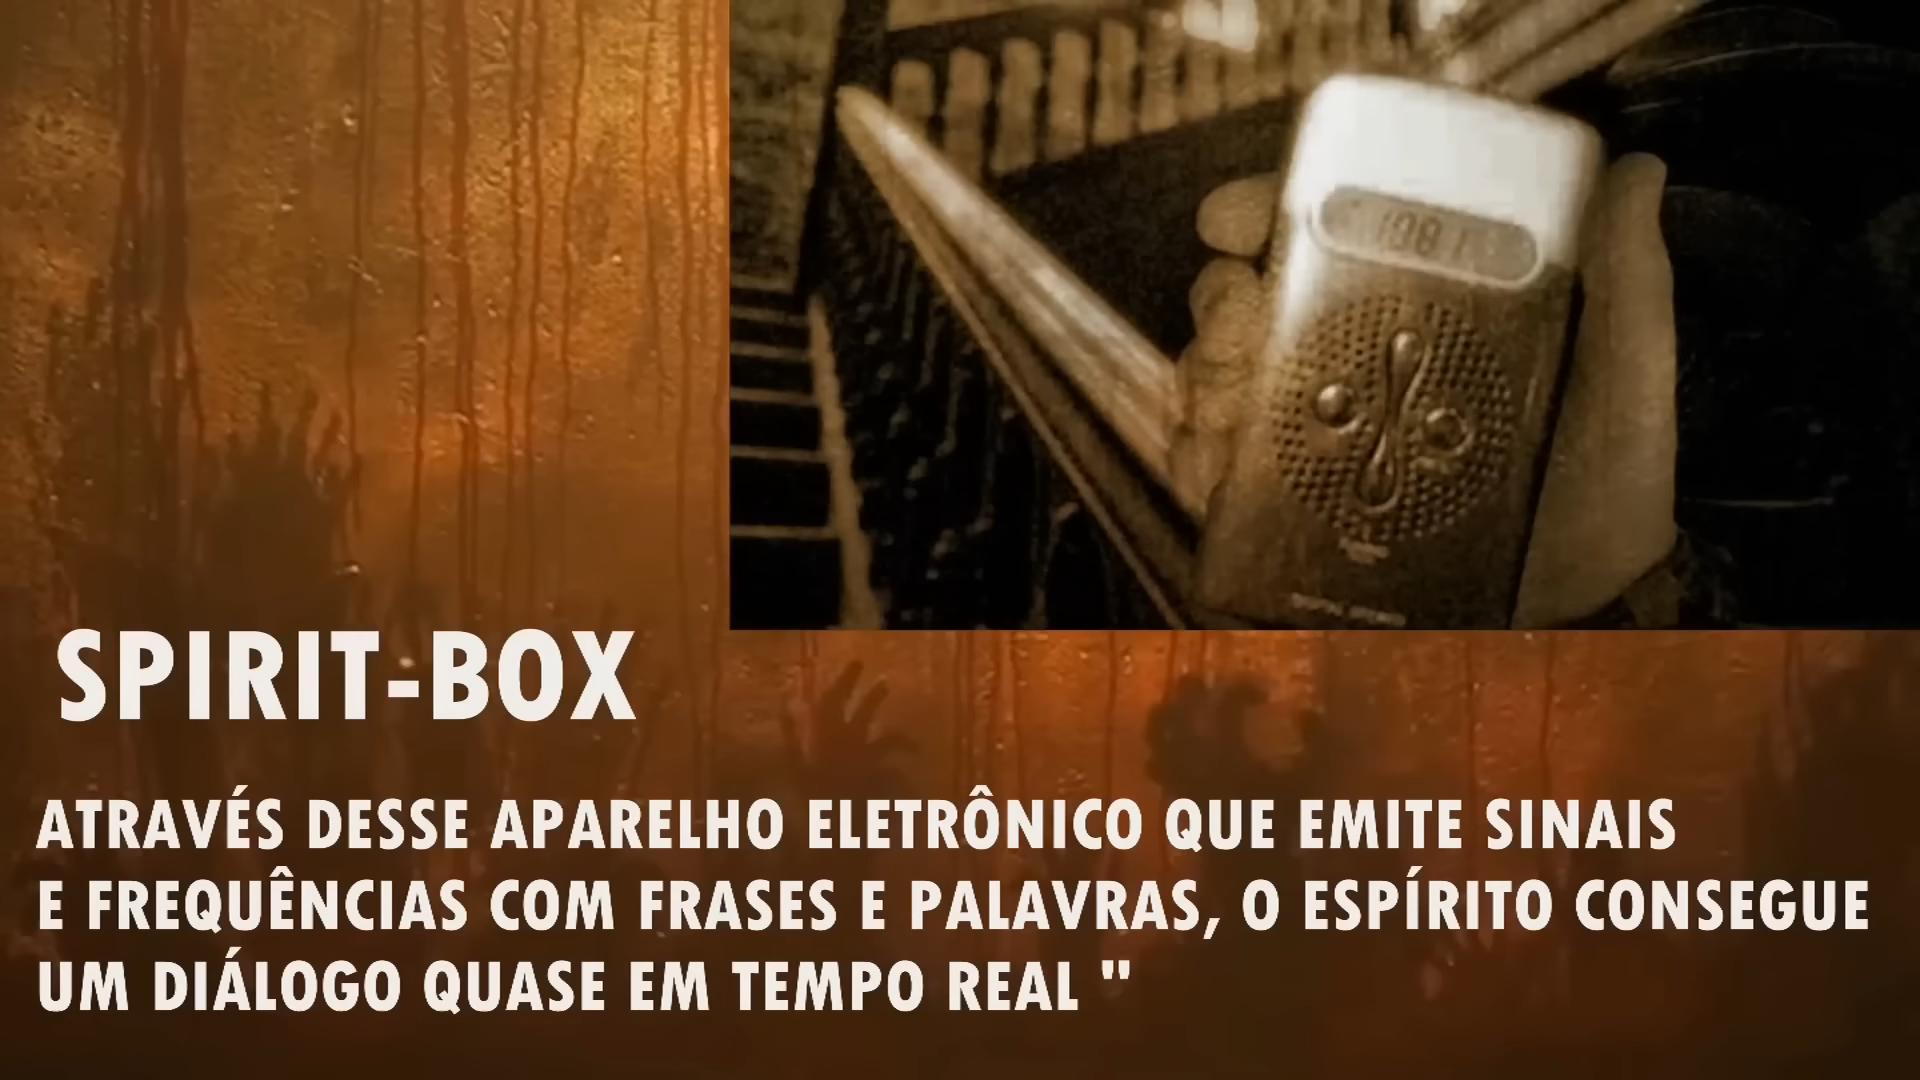 SPIRIT-BOX
ATRAVÉS DESSE APARELHO ELETRÔNICO QUE EMITE SINAIS
E FREQUÊNCIAS COM FRASES E PALAVRAS, O ESPÍRITO CONSEGUE
UM DIÁLOGO QUASE EM TEMPO REAL "